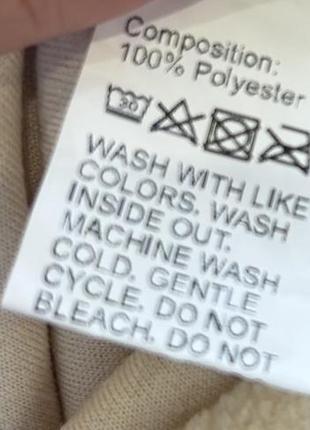 Composition:
100% Polyester
30
WASH WITH LIKE
COLORS. WASH
INSIDE OUT.
MACHINE WASH
COLD. GENTLE
CYCLE. DO NOT
BLEACH. DO NOT